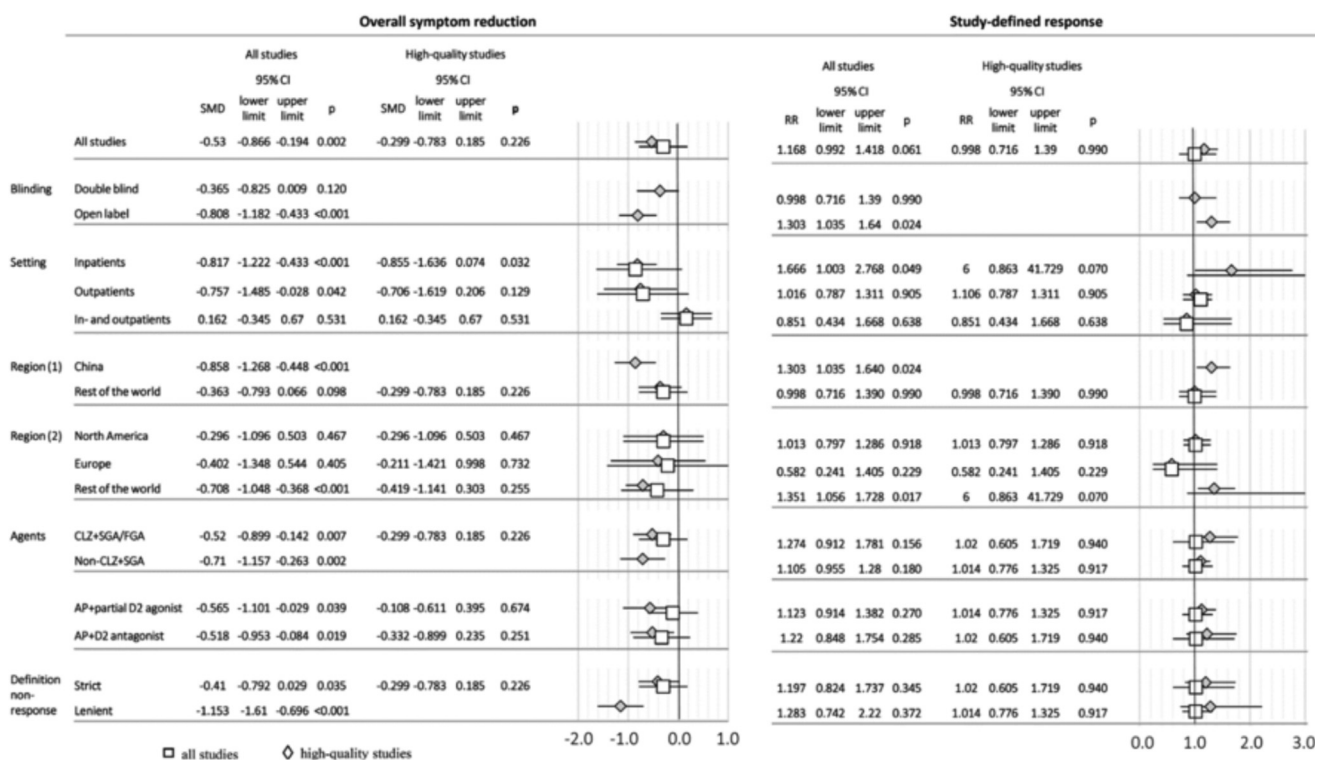 Overall symptom reduction Study-defined response
All studies High-quality studies All studies High-quality studies
95% CI 95% CI 95% CI 95% CI
SMD lower limit upper limit p SMD lower limit upper limit p RR lower limit upper limit p RR lower limit upper limit p
All studies -0.53 -0.866 -0.194 0.002 -0.299 -0.783 0.185 0.226 1.168 0.992 1.418 0.061 0.998 0.716 1.39 0.990
Blinding Double blind -0.365 -0.825 0.009 0.120 0.998 0.716 1.39 0.990
Open label -0.808 -1.182 -0.433 <0.001 1.303 1.035 1.64 0.024
Setting Inpatients -0.817 -1.222 -0.433 <0.001 -0.855 -1.636 0.074 0.032 1.666 1.003 2.768 0.049 6 0.863 41.729 0.070
Outpatients -0.757 -1.485 -0.028 0.042 -0.706 -1.619 0.206 0.129 1.016 0.787 1.311 0.905 1.106 0.787 1.311 0.905
In- and outpatients 0.162 -0.345 0.67 0.531 0.162 -0.345 0.67 0.531 0.851 0.434 1.668 0.638 0.851 0.434 1.668 0.638
Region (1) China -0.858 -1.268 -0.448 <0.001 1.303 1.035 1.640 0.024
Rest of the world -0.363 -0.793 0.066 0.098 -0.299 -0.783 0.185 0.226 0.998 0.716 1.390 0.990 0.998 0.716 1.390 0.990
Region (2) North America -0.296 -1.096 0.503 0.467 -0.296 -1.096 0.503 0.467 1.013 0.797 1.286 0.918 1.013 0.797 1.286 0.918
Europe -0.402 -1.348 0.544 0.405 -0.211 -1.421 0.998 0.732 0.582 0.241 1.405 0.229 0.582 0.241 1.405 0.229
Rest of the world -0.708 -1.048 -0.368 <0.001 -0.419 -1.141 0.303 0.255 1.351 1.056 1.728 0.017 6 0.863 41.729 0.070
Agents CLZ+SGA/FGA -0.52 -0.899 -0.142 0.007 -0.299 -0.783 0.185 0.226 1.274 0.912 1.781 0.156 1.02 0.605 1.719 0.940
Non-CLZ+SGA -0.71 -1.157 -0.263 0.002 1.105 0.955 1.28 0.180 1.014 0.776 1.325 0.917
AP+partial D2 agonist -0.565 -1.101 -0.029 0.039 -0.108 -0.611 0.395 0.674 1.123 0.914 1.382 0.270 1.014 0.776 1.325 0.917
AP+D2 antagonist -0.518 -0.953 -0.084 0.019 -0.332 -0.899 0.235 0.251 1.22 0.848 1.754 0.285 1.02 0.605 1.719 0.940
Definition non-response Strict -0.41 -0.792 0.029 0.035 -0.299 -0.783 0.185 0.226 1.197 0.824 1.737 0.345 1.02 0.605 1.719 0.940
Lenient -1.153 -1.61 -0.696 <0.001 1.283 0.742 2.22 0.372 1.014 0.776 1.325 0.917
-2.0 -1.0 0.0 1.0 0.0 1.0 2.0 3.0
all studies high-quality studies